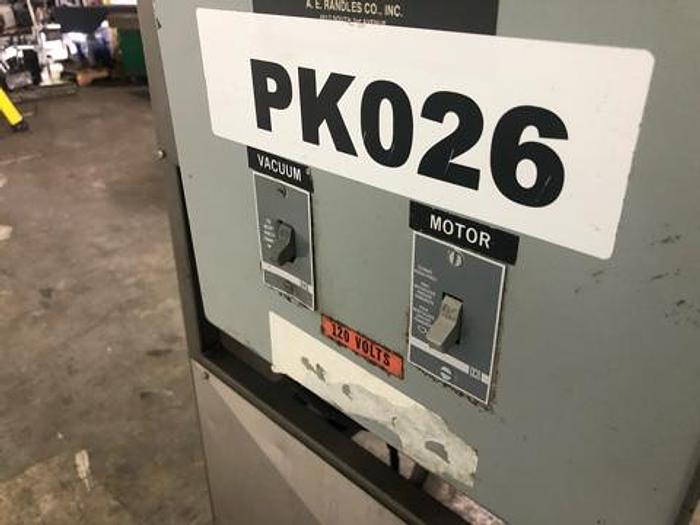 A. E. RANDLES CO., INC.
PK026
VACUUM
MOTOR
120 VOLTS